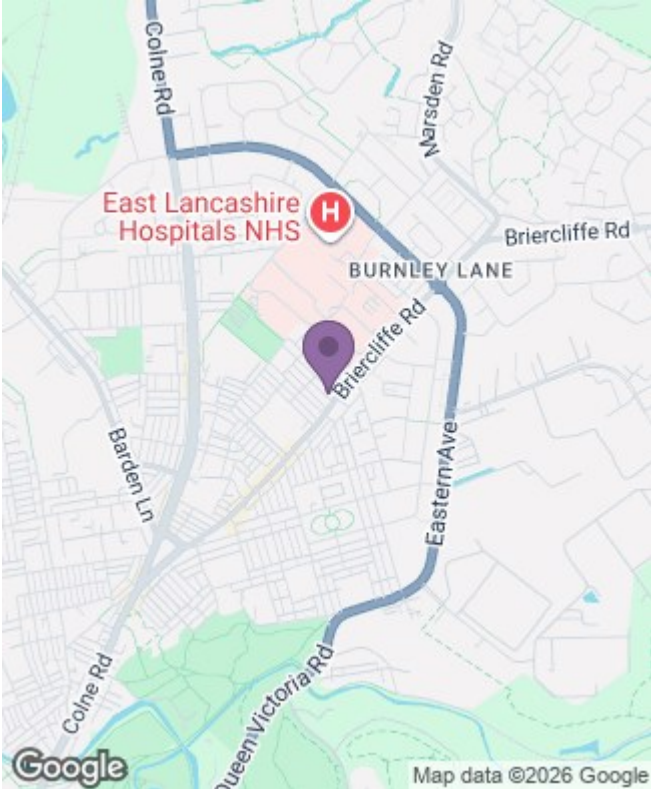 Colne Rd
Marsden Rd
East Lancashire
Hospitals NHS
H
Briercliffe Rd
BURNLEY LANE
Briercliffe Rd
Barden Ln
Eastern Ave
Colne Rd
Queen Victoria Rd
Google
Map data ©2026 Google